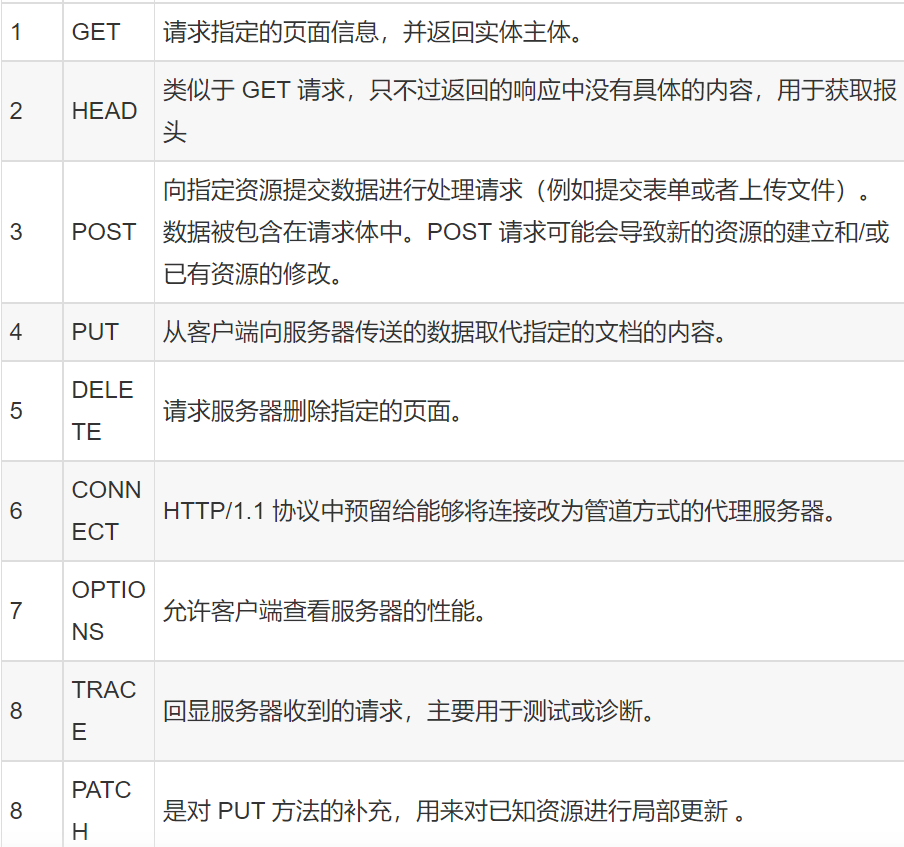 1 GET 请求指定的页面信息，并返回实体主体。
2 HEAD 类似于 GET 请求，只不过返回的响应中没有具体的内容，用于获取报
头
3 POST 向指定资源提交数据进行处理请求（例如提交表单或者上传文件）。
数据被包含在请求体中。POST 请求可能会导致新的资源的建立和/或
已有资源的修改。
4 PUT 从客户端向服务器传送的数据取代指定的文档的内容。
5 DELE
TE 请求服务器删除指定的页面。
6 CONN
ECT HTTP/1.1 协议中预留给能够将连接改为管道方式的代理服务器。
7 OPTIO
NS 允许客户端查看服务器的性能。
8 TRAC
E 回显服务器收到的请求，主要用于测试或诊断。
8 PATC
H 是对 PUT 方法的补充，用来对已知资源进行局部更新 。